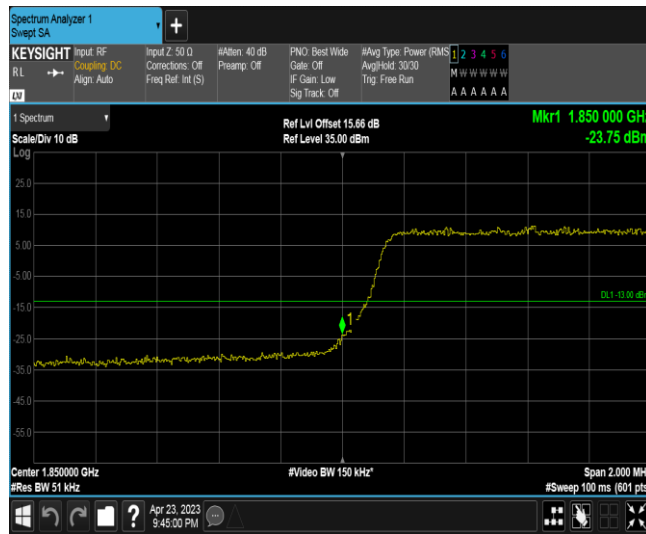 Spectrum Analyzer 1
Swept SA
+
KEYSIGHT
RL
LXI
Input: RF
Coupling: DC
Align: Auto
Input Z: 50 Ω
Corrections: Off
Freq Ref: Int (S)
#Atten: 40 dB
Preamp: Off
PNO: Best Wide
Gate: Off
IF Gain: Low
Sig Track: Off
#Avg Type: Power (RMS
Avg|Hold: 30/30
Trig: Free Run
1 2 3 4 5 6
M W W W W W
A A A A A A
1 Spectrum
Scale/Div 10 dB
Log
Ref Lvl Offset 15.66 dB
Ref Level 35.00 dBm
Mkr1 1.850 000 GHz
-23.75 dBm
25.0
15.0
5.00
-5.00
-15.0
-25.0
-35.0
-45.0
-55.0
DL1 -13.00 dBm
1
Center 1.850000 GHz
#Res BW 51 kHz
#Video BW 150 kHz*
Span 2.000 MH
#Sweep 100 ms (601 pts
?
Apr 23, 2023
9:45:00 PM